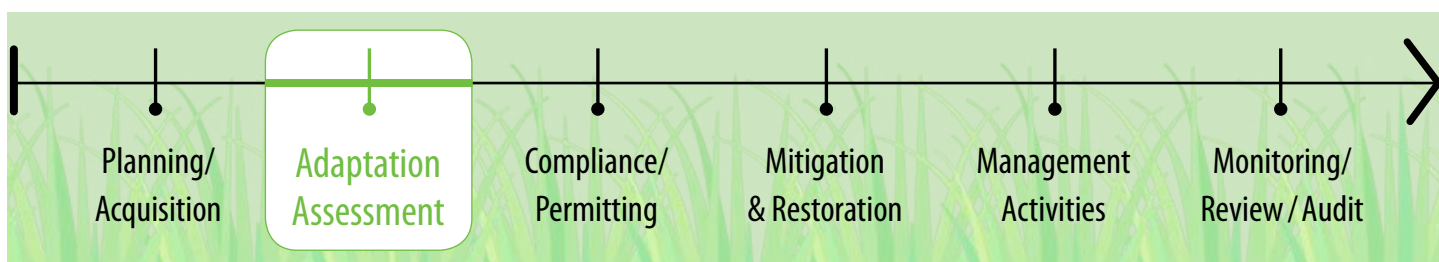 Planning/
Acquisition
Adaptation
Assessment
Compliance/
Permitting
Mitigation
& Restoration
Management
Activities
Monitoring/
Review / Audit